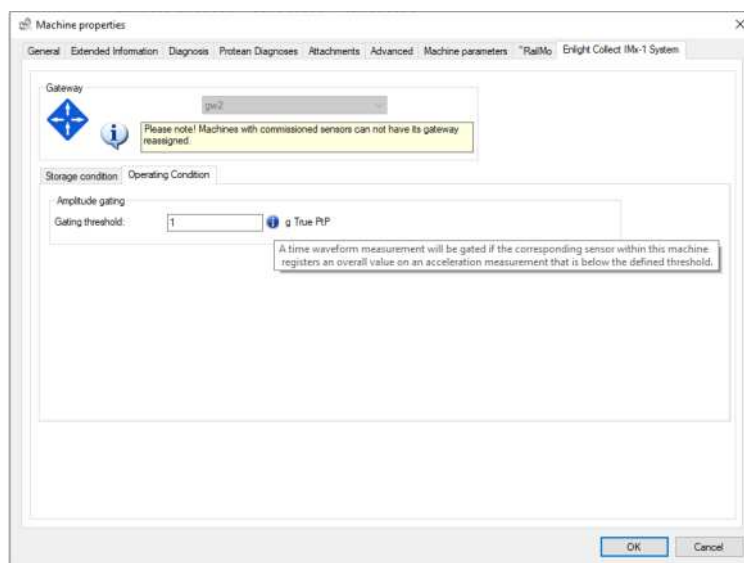 Machine properties
General Extended Information Diagnosis Protean Diagnoses Attachments Advanced Machine parameters "RailMo Enlight Collect IMx-1 System
Gateway
gw2
Please note! Machines with commissioned sensors can not have its gateway
reassigned.
Storage condition Operating Condition
Amplitude gating
Gating threshold: 1 g True PtP
A time waveform measurement will be gated if the corresponding sensor within this machine
registers an overall value on an acceleration measurement that is below the defined threshold.
OK Cancel